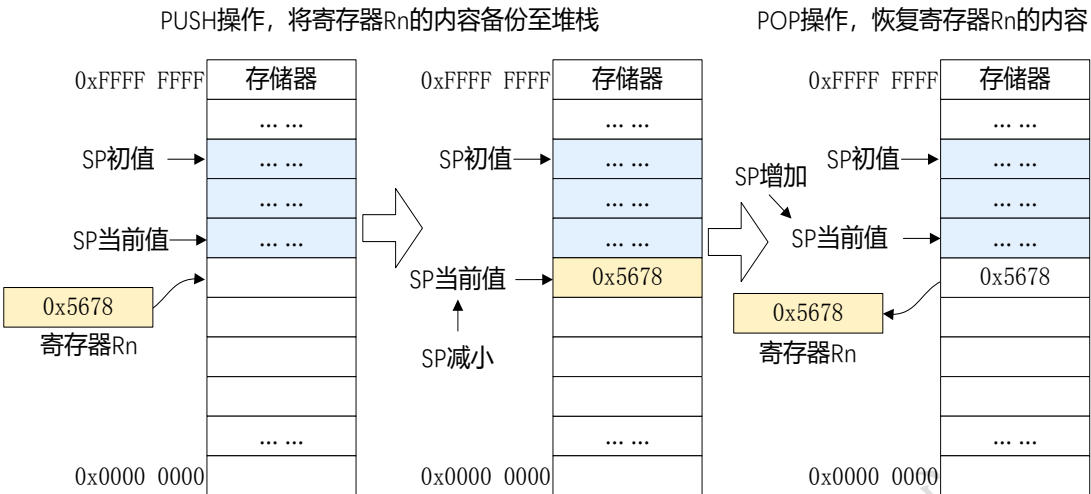 PUSH操作，将寄存器Rn的内容备份至堆栈
POP操作，恢复寄存器Rn的内容
0xFFFF FFFF
存储器
... ...
SP初值
... ...
... ...
SP当前值
... ...
0x5678
寄存器Rn
... ...
0x0000 0000
0xFFFF FFFF
存储器
... ...
SP初值
... ...
... ...
... ...
SP当前值
0x5678
SP减小
... ...
0x0000 0000
0xFFFF FFFF
存储器
... ...
SP初值
... ...
SP增加
... ...
SP当前值
... ...
0x5678
0x5678
寄存器Rn
... ...
0x0000 0000